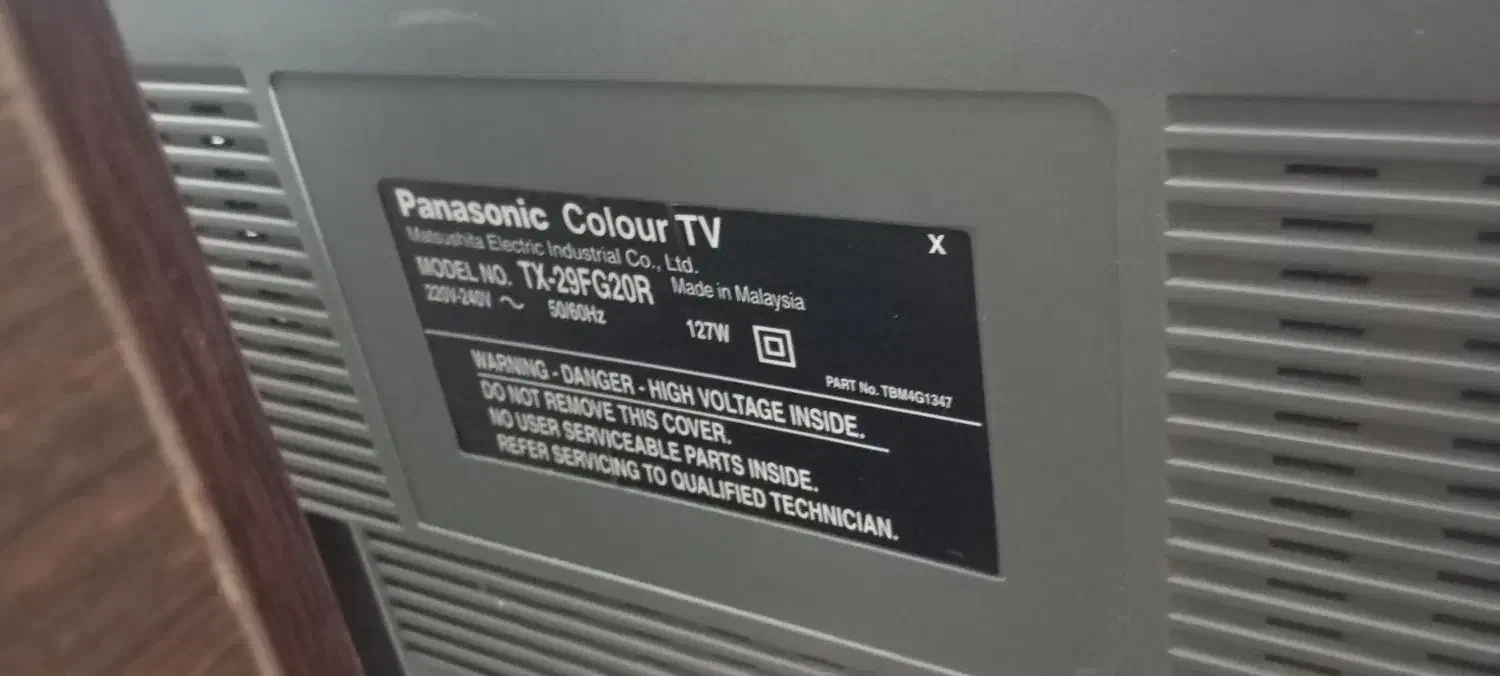 Panasonic Colour TV X
Matsushita Electric Industrial Co., Ltd.
MODEL NO. TX-29FG20R Made in Malaysia
220V-240V ~ 50/60Hz 127W
PART No. TBM4G1347
WARNING - DANGER - HIGH VOLTAGE INSIDE.
DO NOT REMOVE THIS COVER.
NO USER SERVICEABLE PARTS INSIDE.
REFER SERVICING TO QUALIFIED TECHNICIAN.